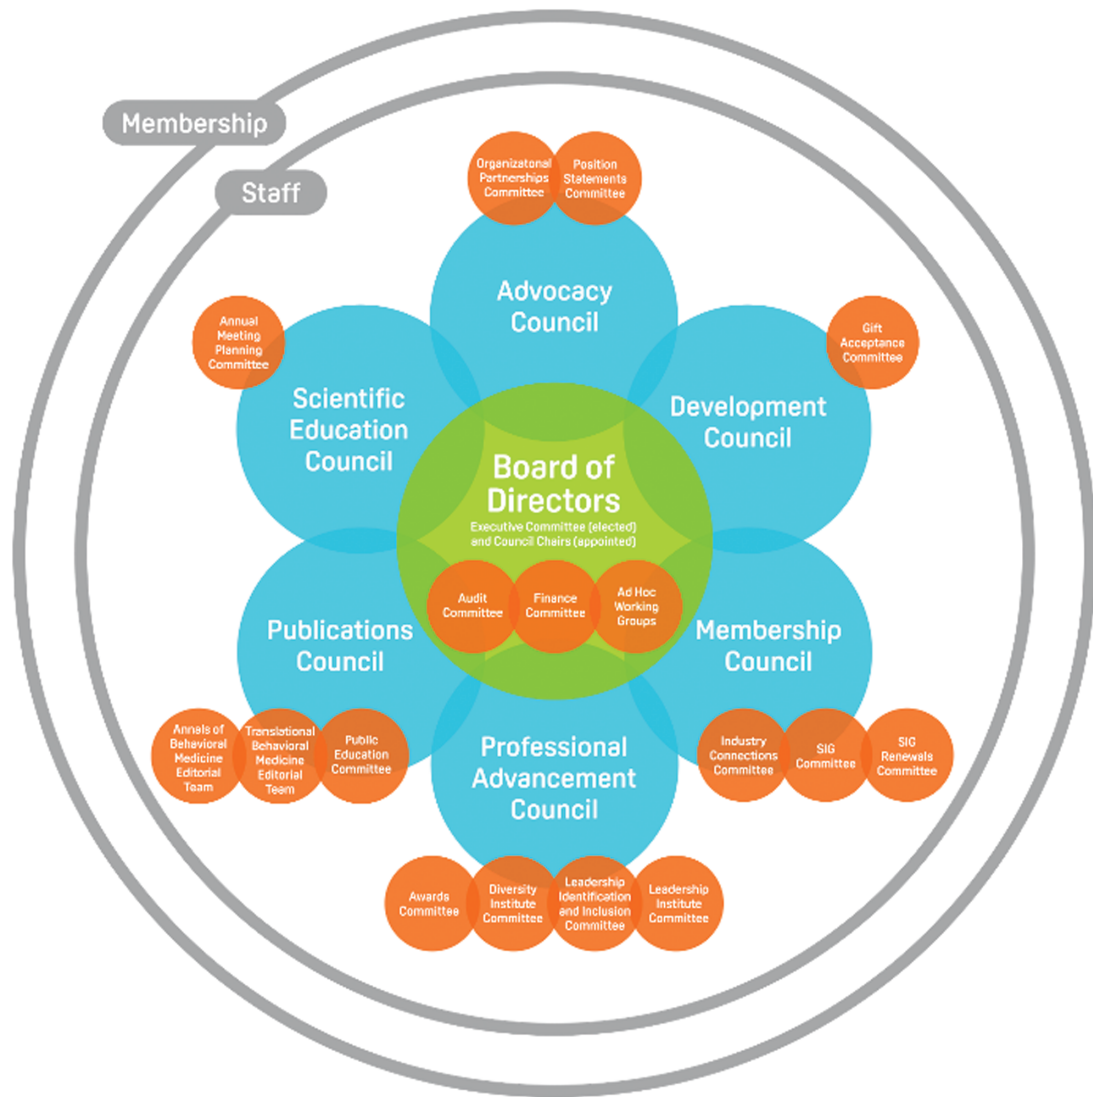 Membership
Staff
Organizatonal
Partnerships
Committee
Position
Statements
Committee
Advocacy
Council
Annual
Meeting
Planning
Committee
Gift
Acceptance
Committee
Scientific
Education
Council
Development
Council
Board of
Directors
Executive Committee (elected)
and Council Chairs (appointed)
Audit
Committee
Finance
Committee
Ad Hoc
Working
Groups
Publications
Council
Membership
Council
Annals of
Behavioral
Medicine
Editorial
Team
Translational
Behavioral
Medicine
Editorial
Team
Public
Education
Committee
Professional
Advancement
Council
Industry
Connections
Committee
SIG
Committee
SIG
Renewals
Committee
Awards
Committee
Diversity
Institute
Committee
Leadership
Identification
and Inclusion
Committee
Leadership
Institute
Committee